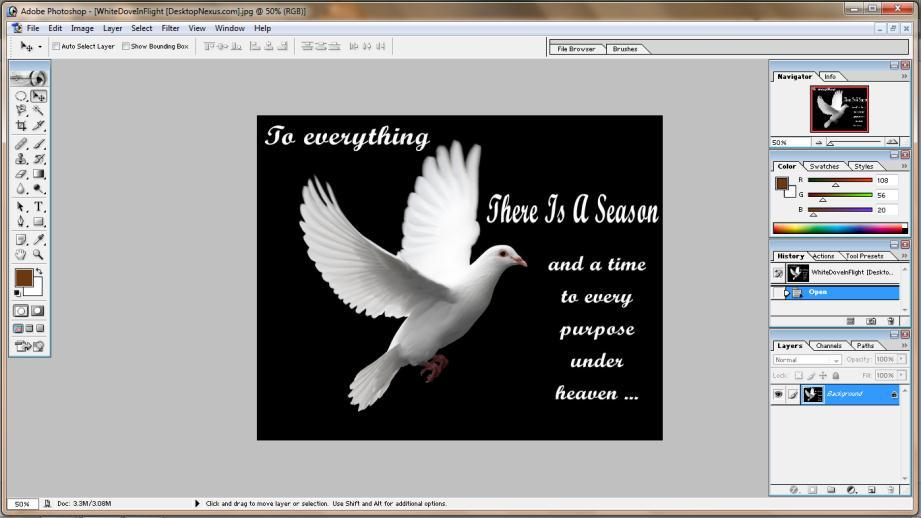 Adobe Photoshop - [WhiteDoveInFlight [DesktopNexus.com].jpg @ 50% (RGB)]
File Edit Image Layer Select Filter View Window Help
Auto Select Layer Show Bounding Box
File Browser Brushes
Navigator Info
50%
Color Swatches Styles
R 108
G 56
B 20
History Actions Tool Presets
WhiteDoveInFlight [Deskto...
Open
Layers Channels Paths
Normal Opacity: 100%
Lock: Fill: 100%
Background
To everything
There Is A Season
and a time
to every
purpose
under
heaven ...
50% Doc: 3.3M/3.08M Click and drag to move layer or selection. Use Shift and Alt for additional options.